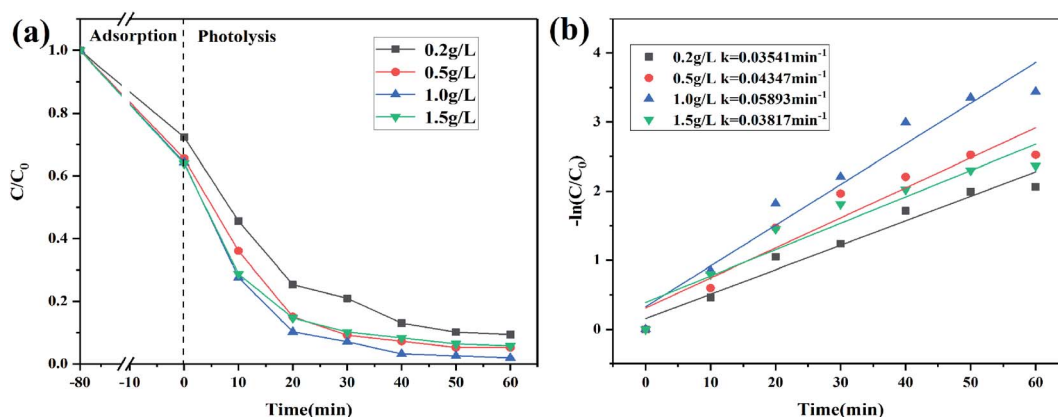 (a)
Adsorption
Photolysis
0.2g/L
0.5g/L
1.0g/L
1.5g/L
C/C0
1.0
0.8
0.6
0.4
0.2
0.0
-80 -10 0 10 20 30 40 50 60
Time(min)
(b)
0.2g/L k=0.03541min-1
0.5g/L k=0.04347min-1
1.0g/L k=0.05893min-1
1.5g/L k=0.03817min-1
-ln(C/C0)
4
3
2
1
0
0 10 20 30 40 50 60
Time(min)